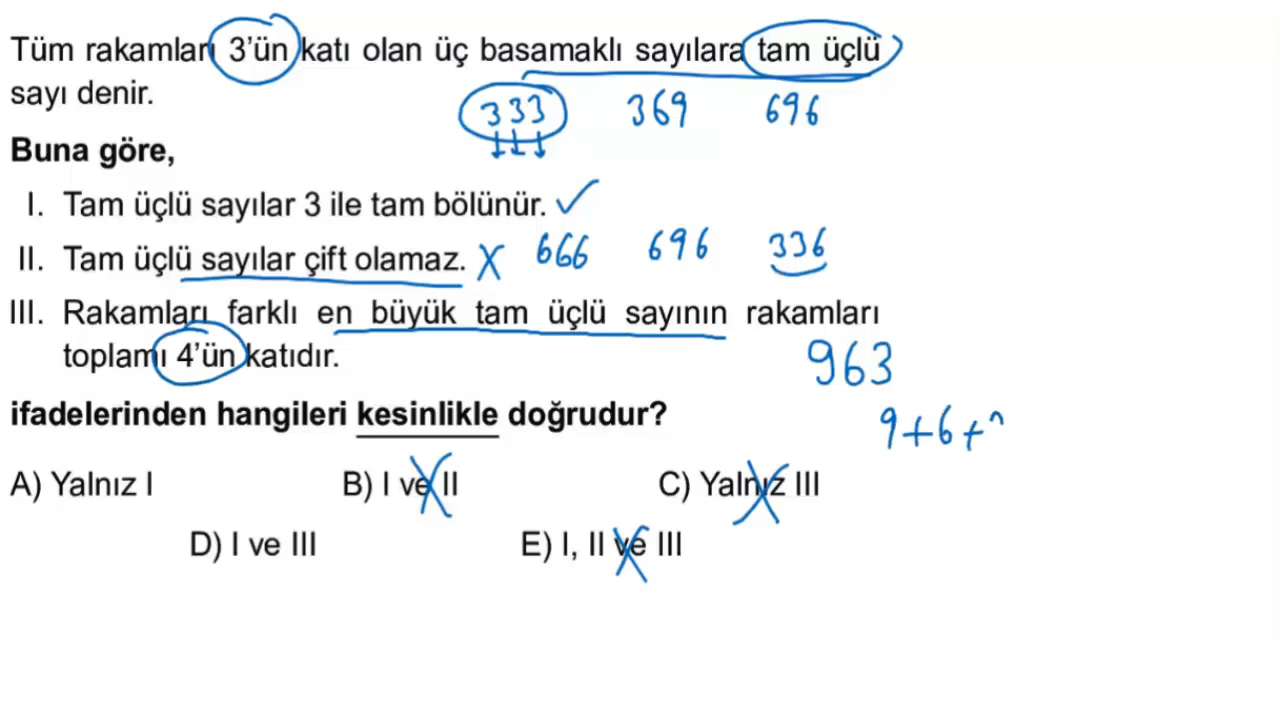 Tüm rakamları 3'ün katı olan üç basamaklı sayılara tam üçlü
sayı denir.
333 369 696
Buna göre,
I. Tam üçlü sayılar 3 ile tam bölünür. ✓
II. Tam üçlü sayılar çift olamaz. X 666 696 336
III. Rakamları farklı en büyük tam üçlü sayının rakamları
toplamı 4'ün katıdır.
963
ifadelerinden hangileri kesinlikle doğrudur?
9+6+
A) Yalnız I B) I ve II C) Yalnız III
D) I ve III E) I, II ve III